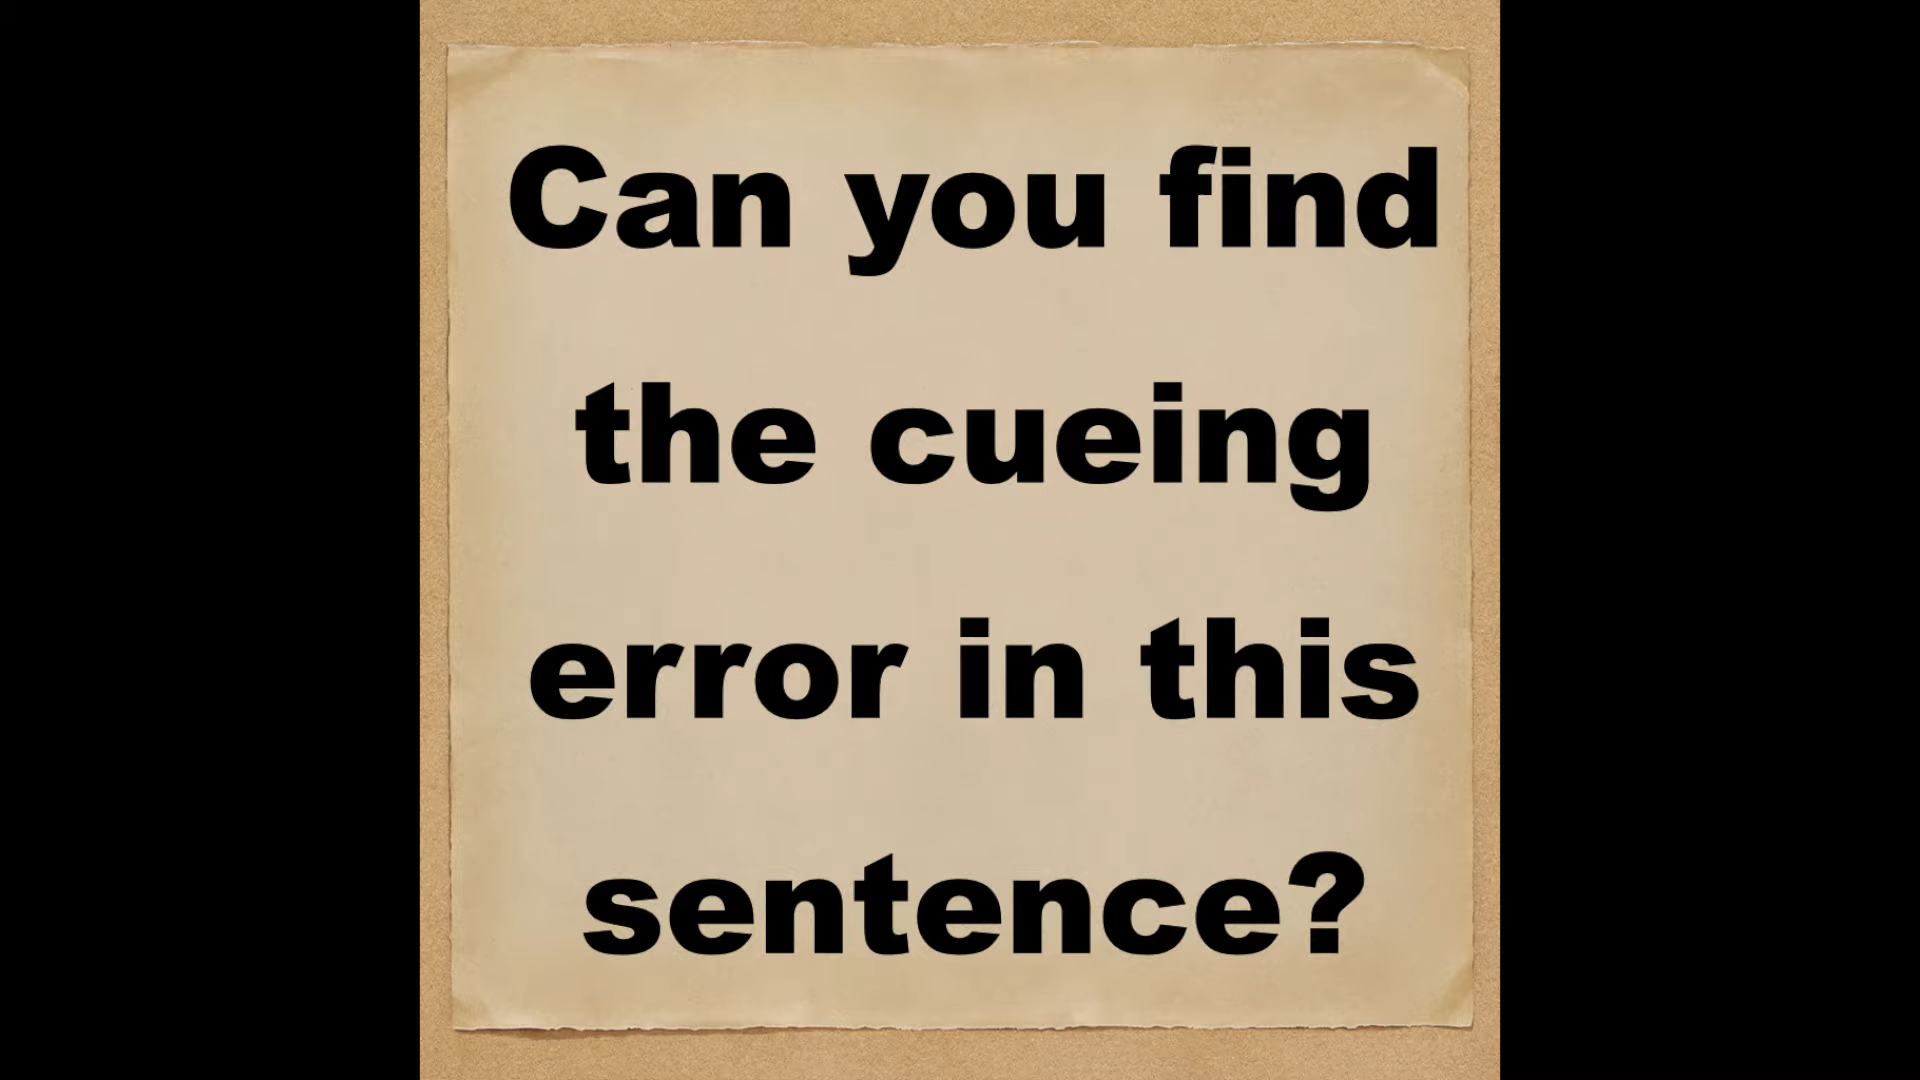 Can you find
the cueing
error in this
sentence?